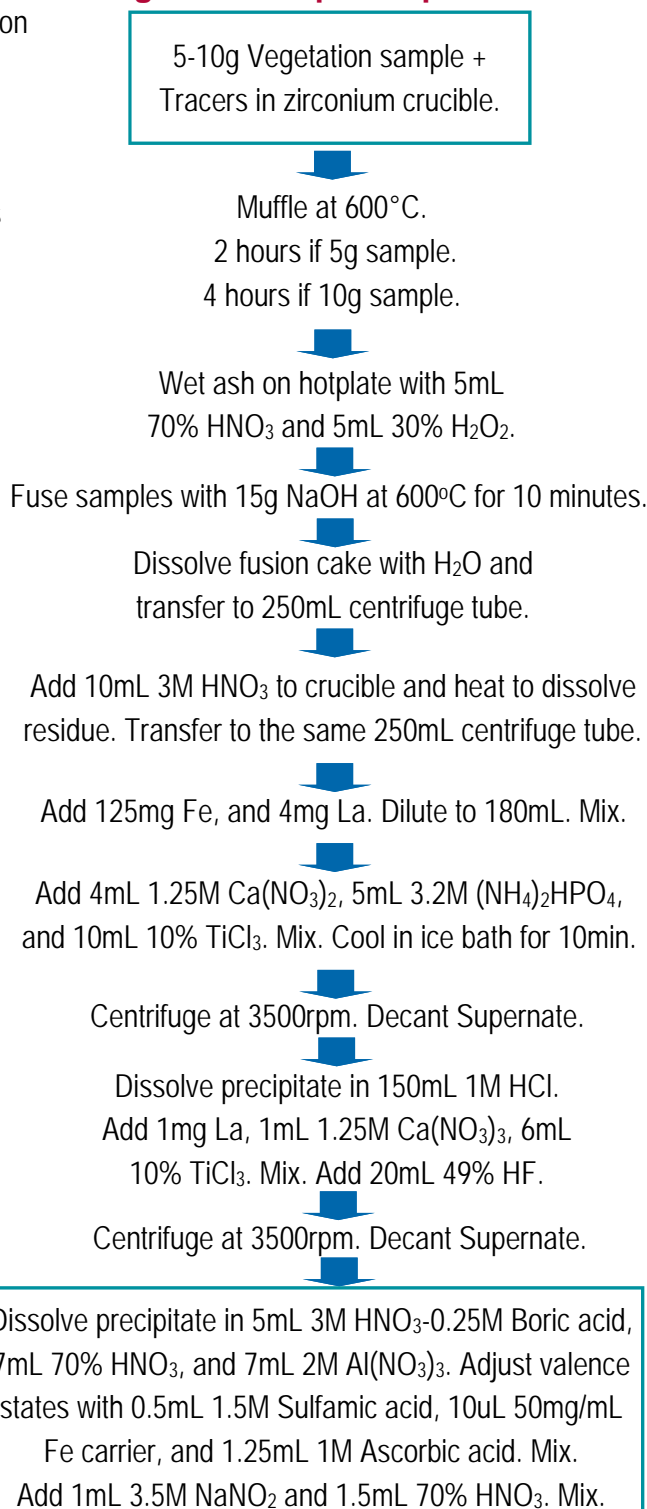 on
5-10g Vegetation sample +
Tracers in zirconium crucible.
Muffle at 600°C.
2 hours if 5g sample.
4 hours if 10g sample.
Wet ash on hotplate with 5mL
70% HNO₃ and 5mL 30% H₂O₂.
Fuse samples with 15g NaOH at 600ºC for 10 minutes.
Dissolve fusion cake with H₂O and
transfer to 250mL centrifuge tube.
Add 10mL 3M HNO₃ to crucible and heat to dissolve
residue. Transfer to the same 250mL centrifuge tube.
Add 125mg Fe, and 4mg La. Dilute to 180mL. Mix.
Add 4mL 1.25M Ca(NO₃)₂, 5mL 3.2M (NH₄)₂HPO₄,
and 10mL 10% TiCl₃. Mix. Cool in ice bath for 10min.
Centrifuge at 3500rpm. Decant Supernate.
Dissolve precipitate in 150mL 1M HCl.
Add 1mg La, 1mL 1.25M Ca(NO₃)₃, 6mL
10% TiCl₃. Mix. Add 20mL 49% HF.
Centrifuge at 3500rpm. Decant Supernate.
Dissolve precipitate in 5mL 3M HNO₃-0.25M Boric acid,
7mL 70% HNO₃, and 7mL 2M Al(NO₃)₃. Adjust valence
states with 0.5mL 1.5M Sulfamic acid, 10uL 50mg/mL
Fe carrier, and 1.25mL 1M Ascorbic acid. Mix.
Add 1mL 3.5M NaNO₂ and 1.5mL 70% HNO₃. Mix.